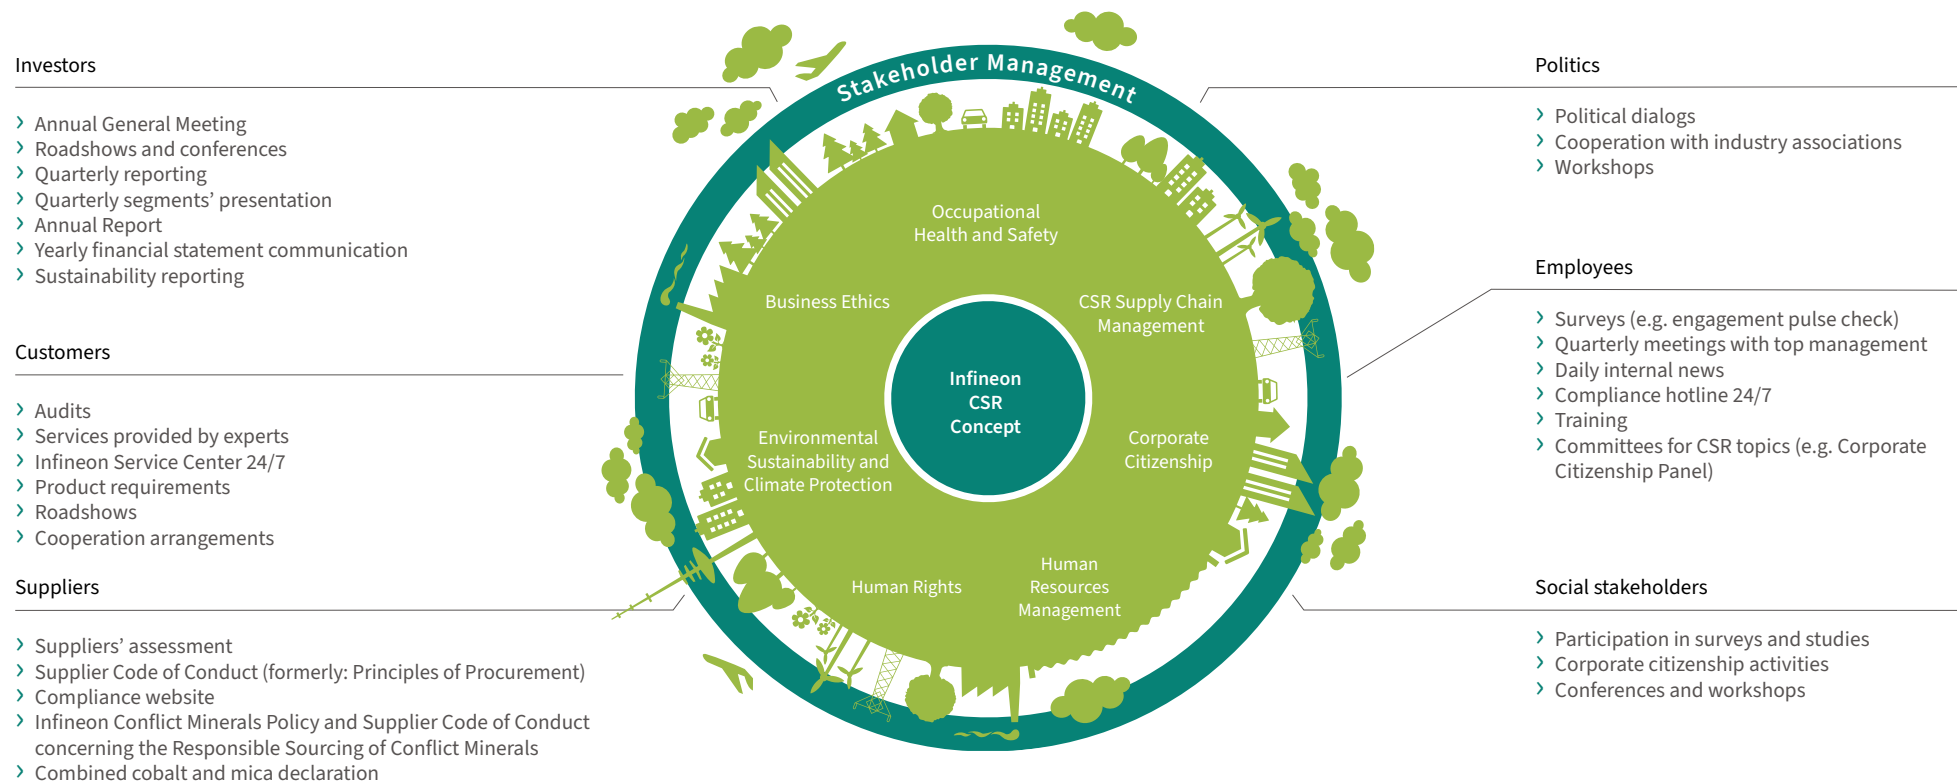 Investors
› Annual General Meeting
› Roadshows and conferences
› Quarterly reporting
› Quarterly segments’ presentation
› Annual Report
› Yearly financial statement communication
› Sustainability reporting
Customers
› Audits
› Services provided by experts
› Infineon Service Center 24/7
› Product requirements
› Roadshows
› Cooperation arrangements
Suppliers
› Suppliers’ assessment
› Supplier Code of Conduct (formerly: Principles of Procurement)
› Compliance website
› Infineon Conflict Minerals Policy and Supplier Code of Conduct
concerning the Responsible Sourcing of Conflict Minerals
› Combined cobalt and mica declaration
Stakeholder Management
Occupational
Health and Safety
Business Ethics
CSR Supply Chain
Management
Infineon
CSR
Concept
Environmental
Sustainability and
Climate Protection
Corporate
Citizenship
Human Rights
Human
Resources
Management
Politics
› Political dialogs
› Cooperation with industry associations
› Workshops
Employees
› Surveys (e.g. engagement pulse check)
› Quarterly meetings with top management
› Daily internal news
› Compliance hotline 24/7
› Training
› Committees for CSR topics (e.g. Corporate
Citizenship Panel)
Social stakeholders
› Participation in surveys and studies
› Corporate citizenship activities
› Conferences and workshops